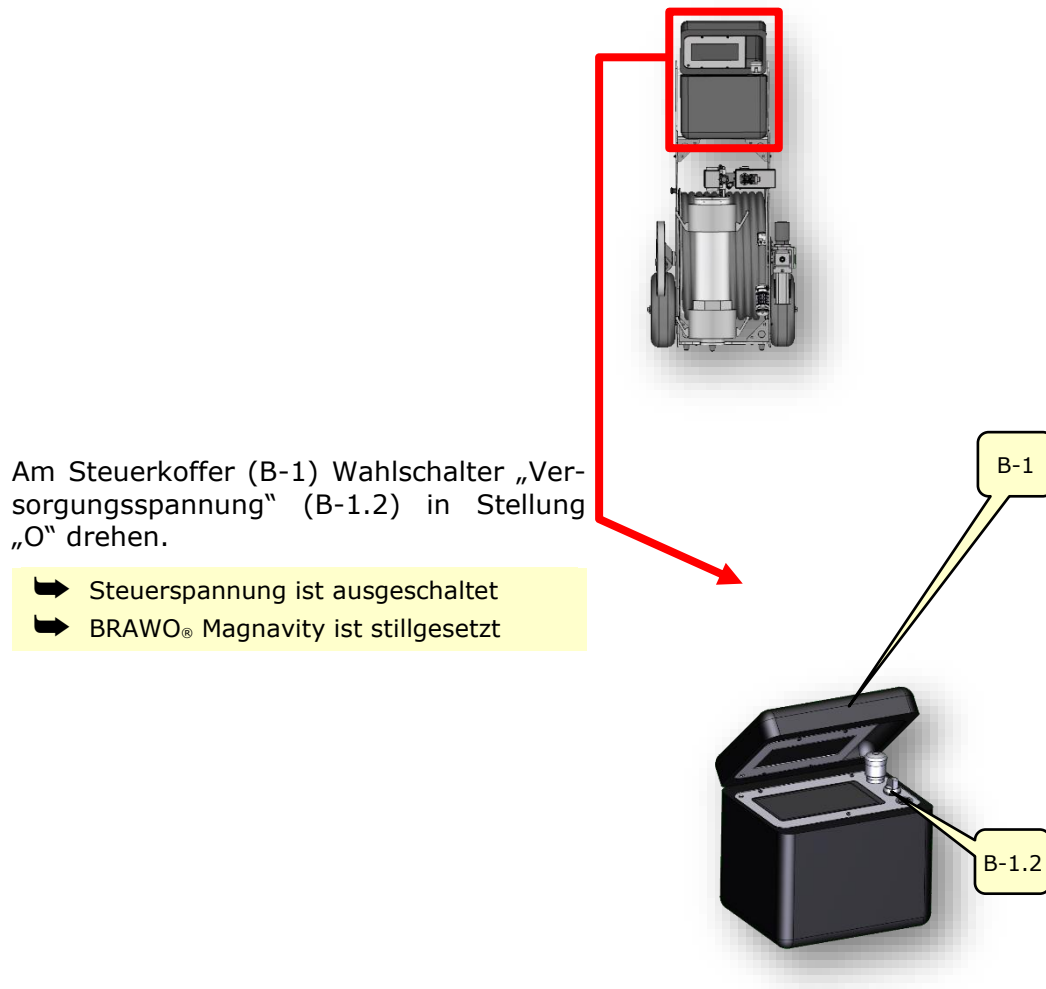 Am Steuerkoffer (B-1) Wahlschalter „Ver-
sorgungsspannung“ (B-1.2) in Stellung
„O“ drehen.
Steuerspannung ist ausgeschaltet
BRAWO® Magnavity ist stillgesetzt
B-1
B-1.2